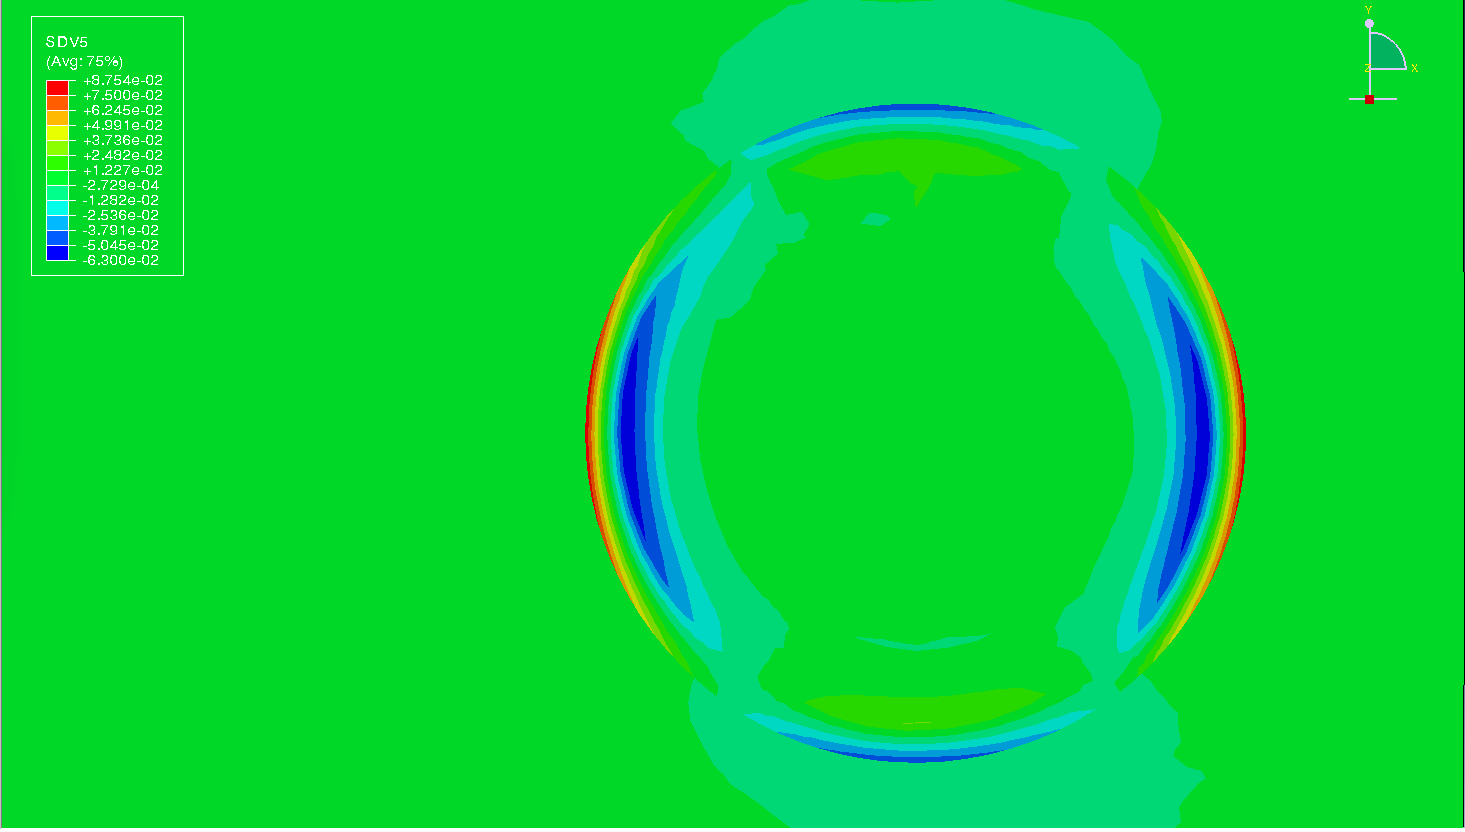 SDV5
(Avg: 75%)
+9.754e-02
+7.500e-02
+6.245e-02
+4.991e-02
+3.736e-02
+2.482e-02
+1.227e-02
-2.729e-04
-1.282e-02
-2.536e-02
-3.791e-02
-5.045e-02
-6.300e-02
Y
Z X